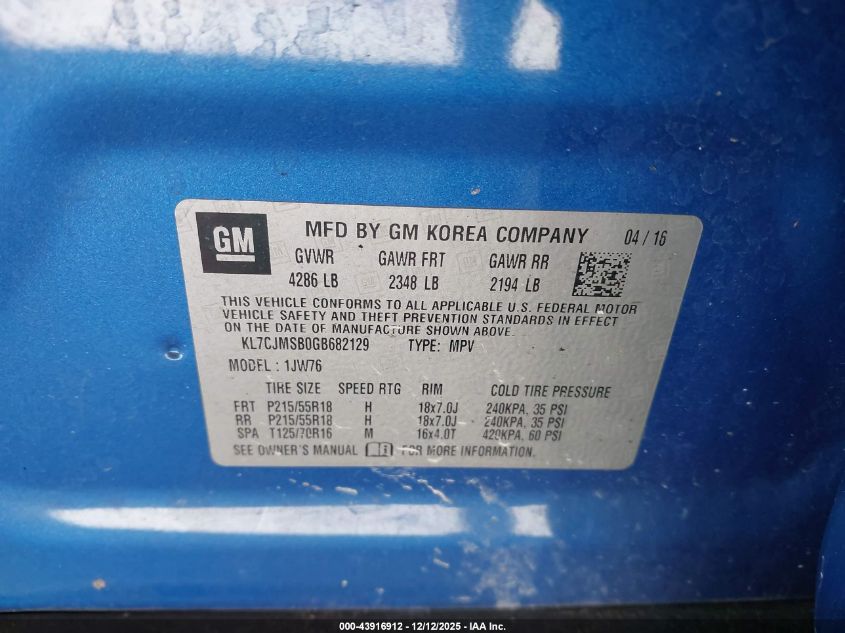 GM
MFD BY GM KOREA COMPANY 04 / 16
GVWR GAWR FRT GAWR RR
4286 LB 2348 LB 2194 LB
THIS VEHICLE CONFORMS TO ALL APPLICABLE U.S. FEDERAL MOTOR
VEHICLE SAFETY AND THEFT PREVENTION STANDARDS IN EFFECT
ON THE DATE OF MANUFACTURE SHOWN ABOVE.
KL7CJMSB0GB682129 TYPE: MPV
MODEL : 1JW76
TIRE SIZE SPEED RTG RIM COLD TIRE PRESSURE
FRT P215/55R18 H 18x7.0J 240KPA, 35 PSI
RR P215/55R18 H 18x7.0J 240KPA, 35 PSI
SPA T125/70R16 M 16x4.0T 420KPA, 60 PSI
SEE OWNER'S MANUAL FOR MORE INFORMATION.
000-43916912 - 12/12/2025 - IAA Inc.